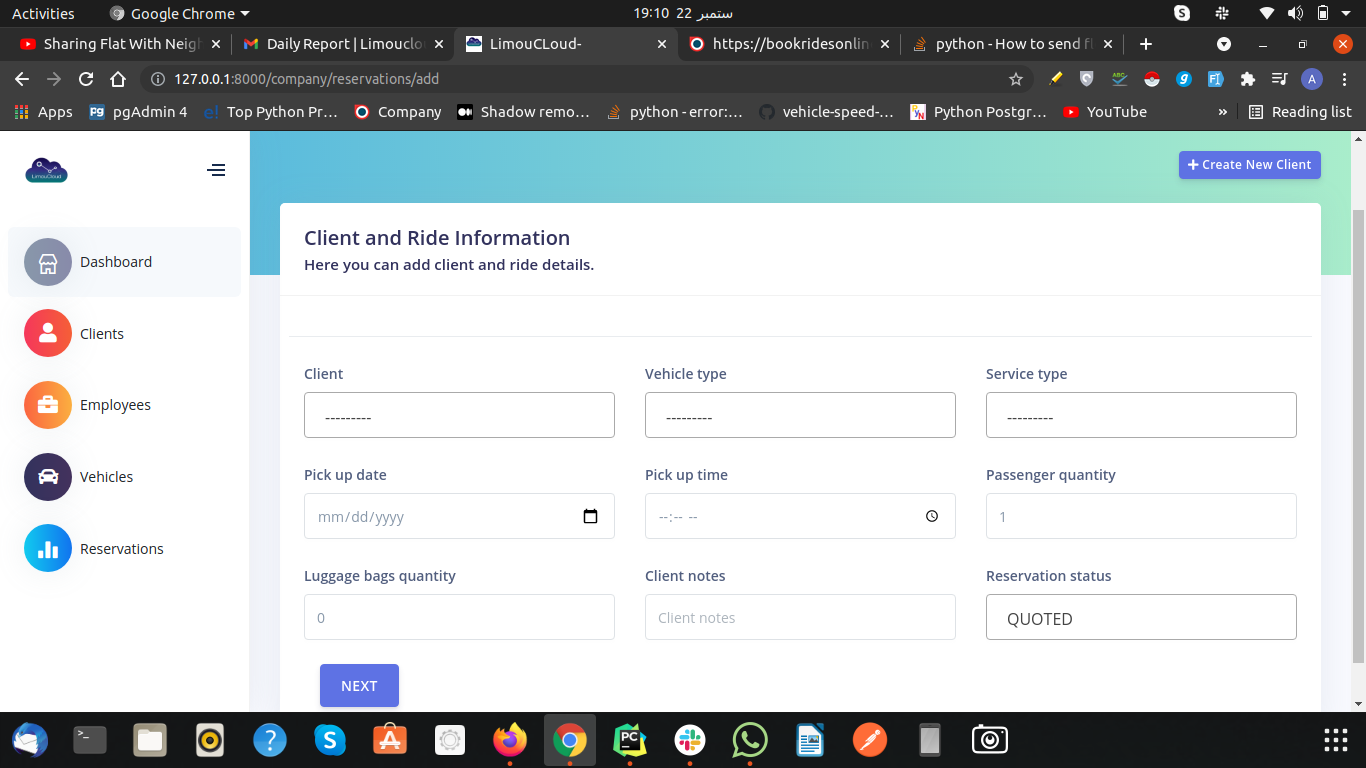 Activities
Google Chrome
19:10 22 ستمبر
Sharing Flat With Neigh
Daily Report | Limouclo
LimouCLoud-
https://bookridesonlin
python - How to send f
127.0.0.1:8000/company/reservations/add
A
Apps
pgAdmin 4
Top Python Pr...
Company
Shadow remo...
python - error:...
vehicle-speed-...
Python Postgr...
YouTube
»
Reading list
LimouCloud
+ Create New Client
Client and Ride Information
Here you can add client and ride details.
Dashboard
Clients
Employees
Vehicles
Reservations
Client
Vehicle type
Service type
---------
---------
---------
Pick up date
Pick up time
Passenger quantity
mm/dd/yyyy
--:-- --
1
Luggage bags quantity
Client notes
Reservation status
0
Client notes
QUOTED
NEXT